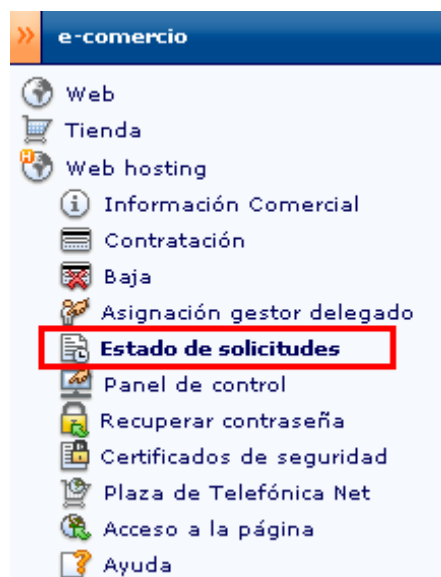 e-comercio
Web
Tienda
Web hosting
Información Comercial
Contratación
Baja
Asignación gestor delegado
Estado de solicitudes
Panel de control
Recuperar contraseña
Certificados de seguridad
Plaza de Telefónica Net
Acceso a la página
Ayuda